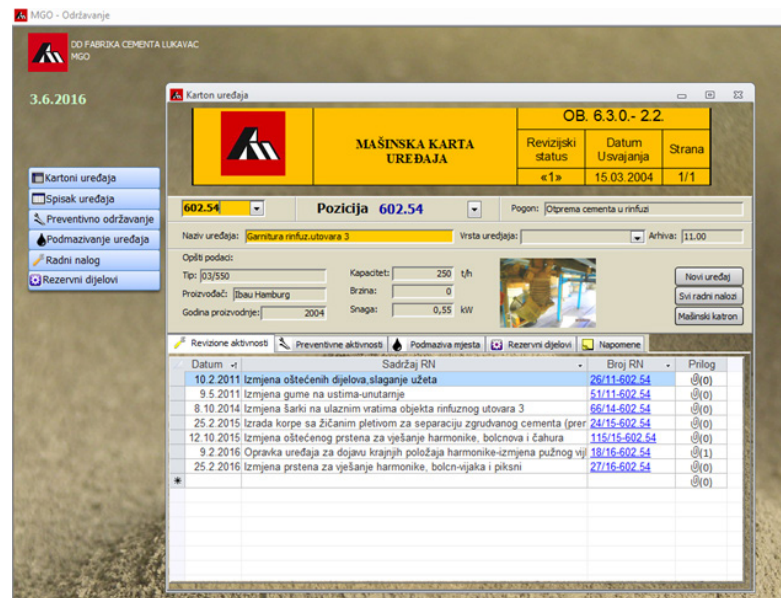 MGO - Održavanje
DD FABRIKA CEMENTA LUKAVAC
MGO
3.6.2016
Kartoni uređaja
Spisak uređaja
Preventivno održavanje
Podmazivanje uređaja
Radni nalog
Rezervni dijelovi
Karton uređaja
MAŠINSKA KARTA
UREĐAJA
OB. 6.3.0.- 2.2.
Revizijski status
Datum Usvajanja
Strana
«1»
15.03.2004
1/1
602.54
Pozicija 602.54
Pogon: Otprema cementa u rinfuzi
Naziv uređaja: Garnitura rinfuz.utovara 3
Vrsta uredjaja:
Arhiva: 11.00
Opšti podaci:
Tip: 03/550
Kapacitet: 250 t/h
Proizvođač: Ibau Hamburg
Brzina: 0
Godina proizvodnje: 2004
Snaga: 0,55 kW
Novi uređaj
Svi radni nalozi
Mašinski katron
Revizione aktivnosti
Preventivne aktivnosti
Podmaziva mjesta
Rezervni dijelovi
Napomene
Datum Sadržaj RN Broj RN Prilog
10.2.2011 Izmjena oštećenih dijelova,slaganje užeta 26/11-602.54 (0)
9.5.2011 Izmjena gume na ustima-unutarnje 51/11-602.54 (0)
8.10.2014 Izmjena šarki na ulaznim vratima objekta rinfuznog utovara 3 66/14-602.54 (0)
25.2.2015 Izrada korpe sa žičanim pletivom za separaciju zgrudvanog cementa (prer 24/15-602.54 (0)
12.10.2015 Izmjena oštećenog prstena za vješanje harmonike, bolcnova i čahura 115/15-602.54 (0)
9.2.2016 Opravka uređaja za dojavu krajnjih položaja harmonike-izmjena pužnog vijl 18/16-602.54 (1)
25.2.2016 Izmjena prstena za vješanje harmonike, bolcn-vijaka i piksni 27/16-602.54 (0)
(0)